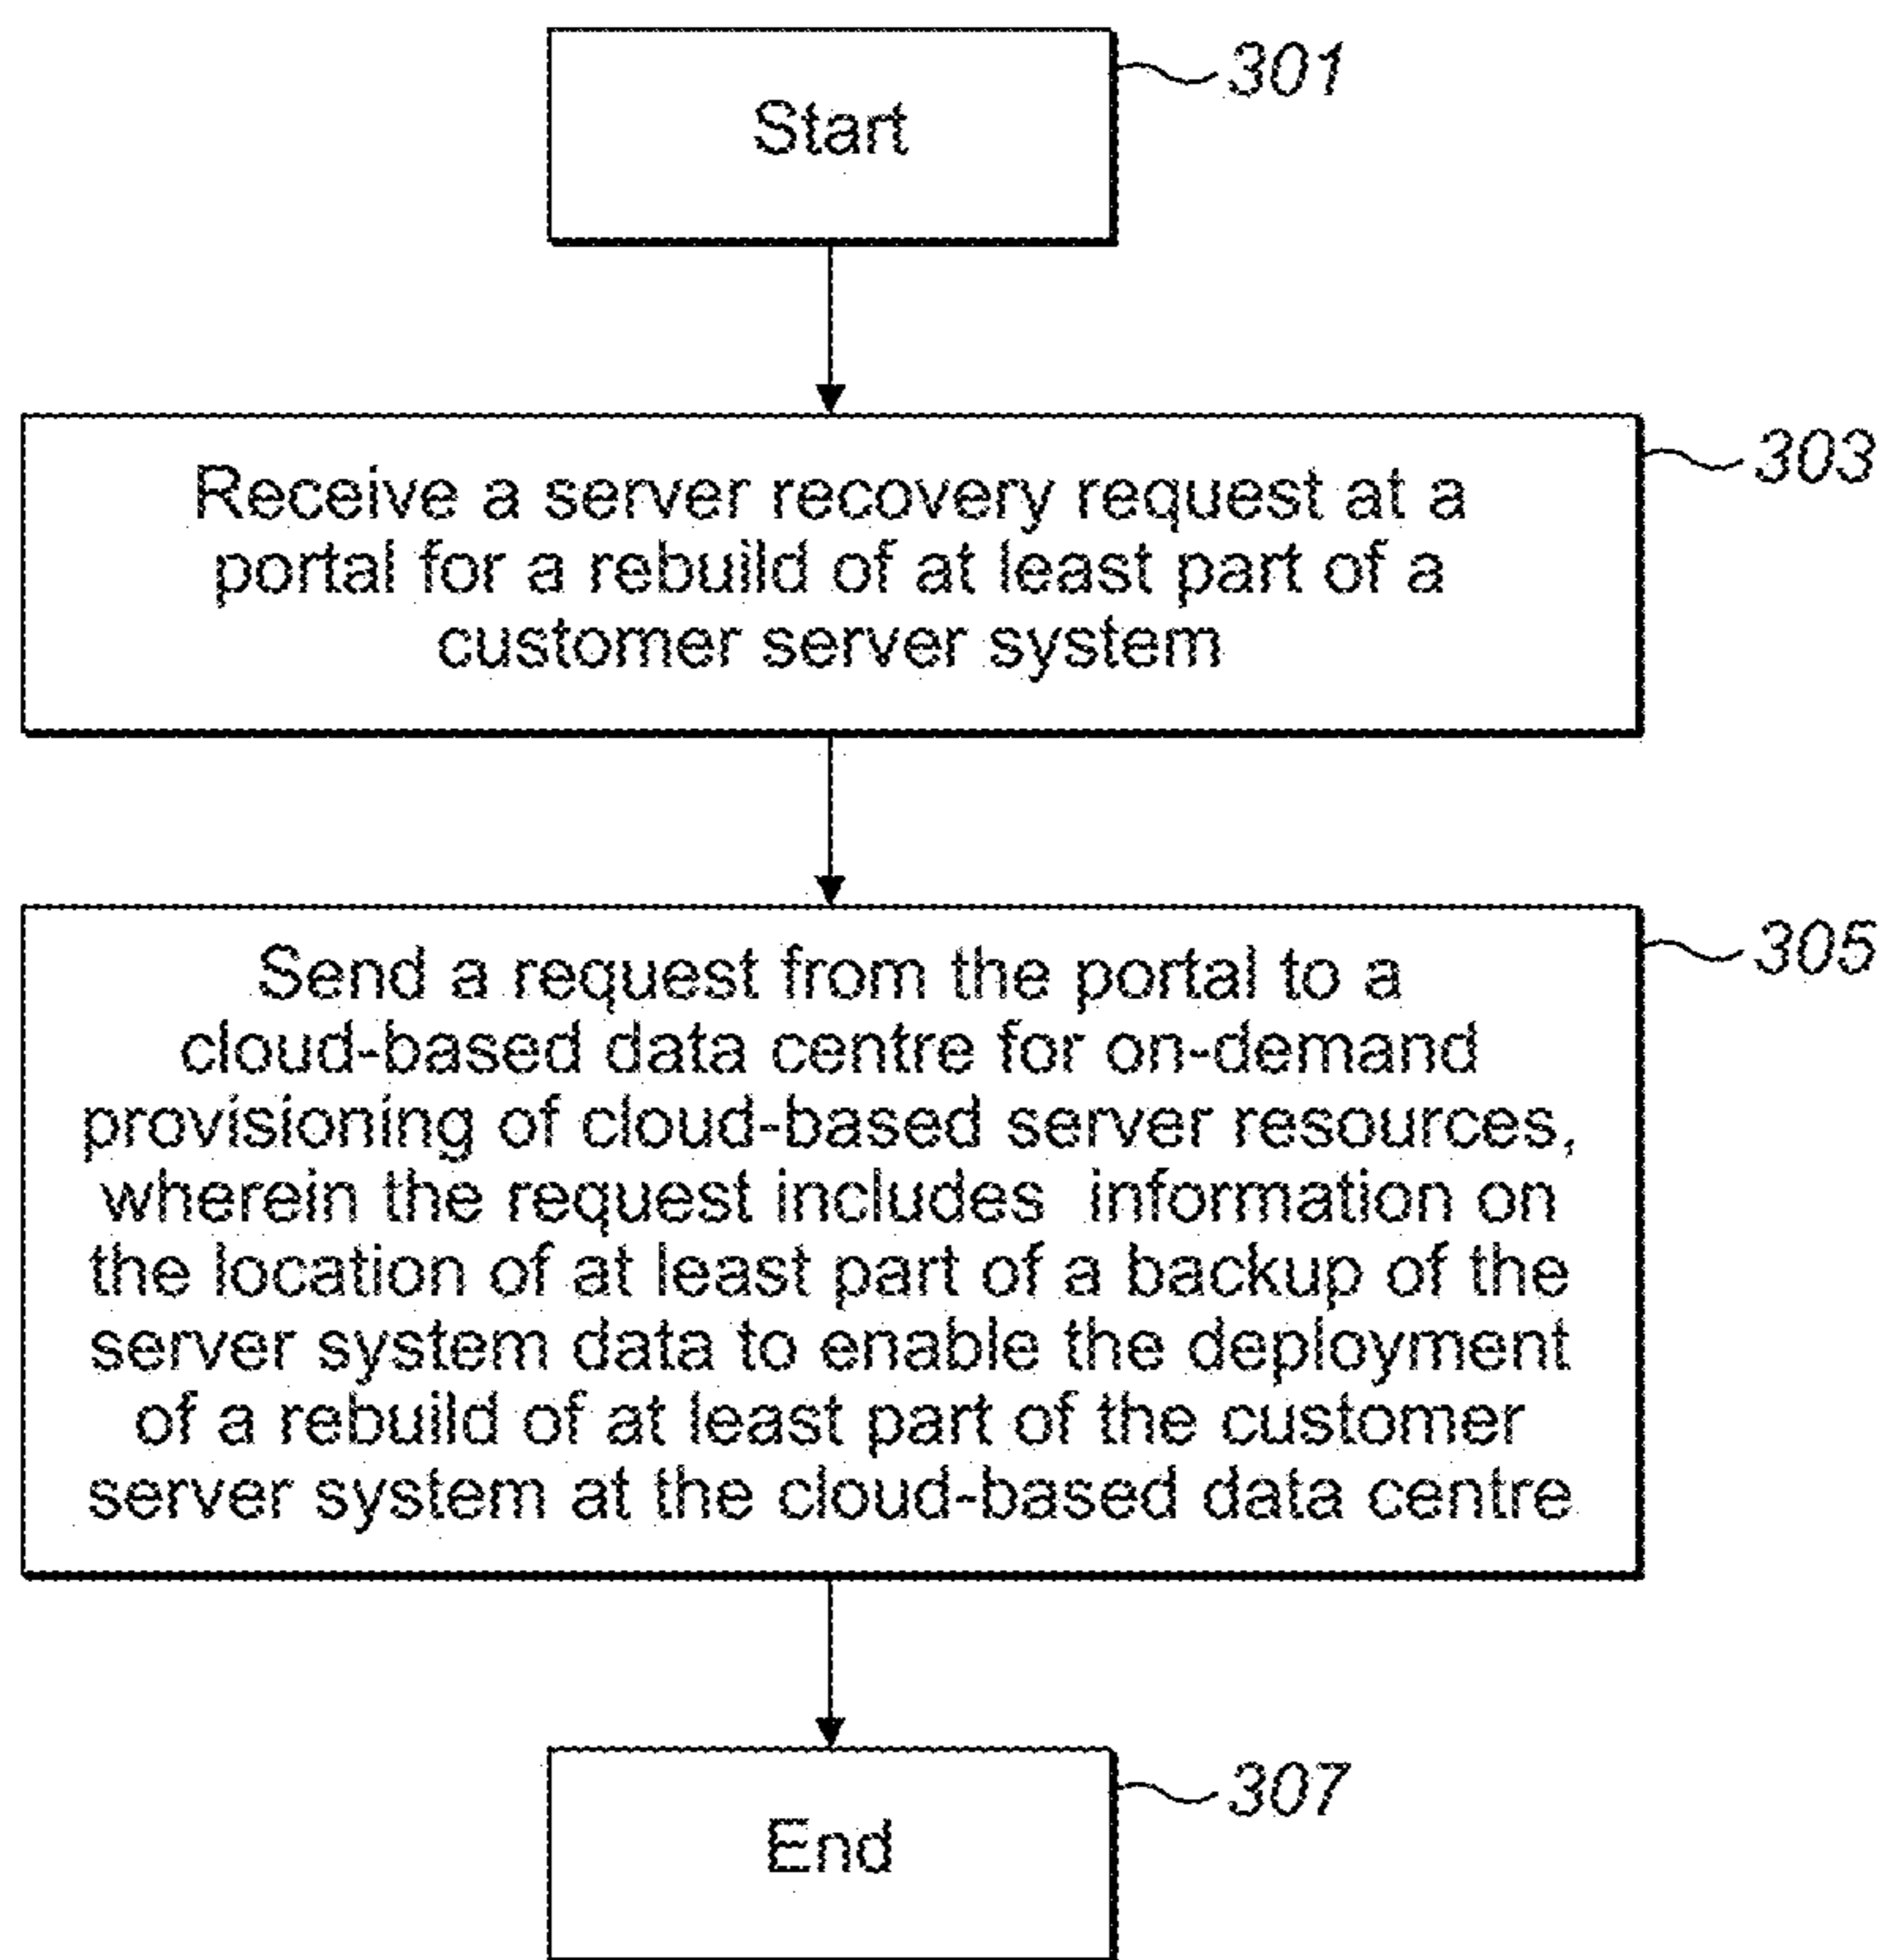 Start
301
Receive a server recovery request at a
portal for a rebuild of at least part of a
customer server system
303
Send a request from the portal to a
cloud-based data centre for on-demand
provisioning of cloud-based server resources,
wherein the request includes information on
the location of at least part of a backup of the
server system data to enable the deployment
of a rebuild of at least part of the customer
server system at the cloud-based data centre
305
End
307